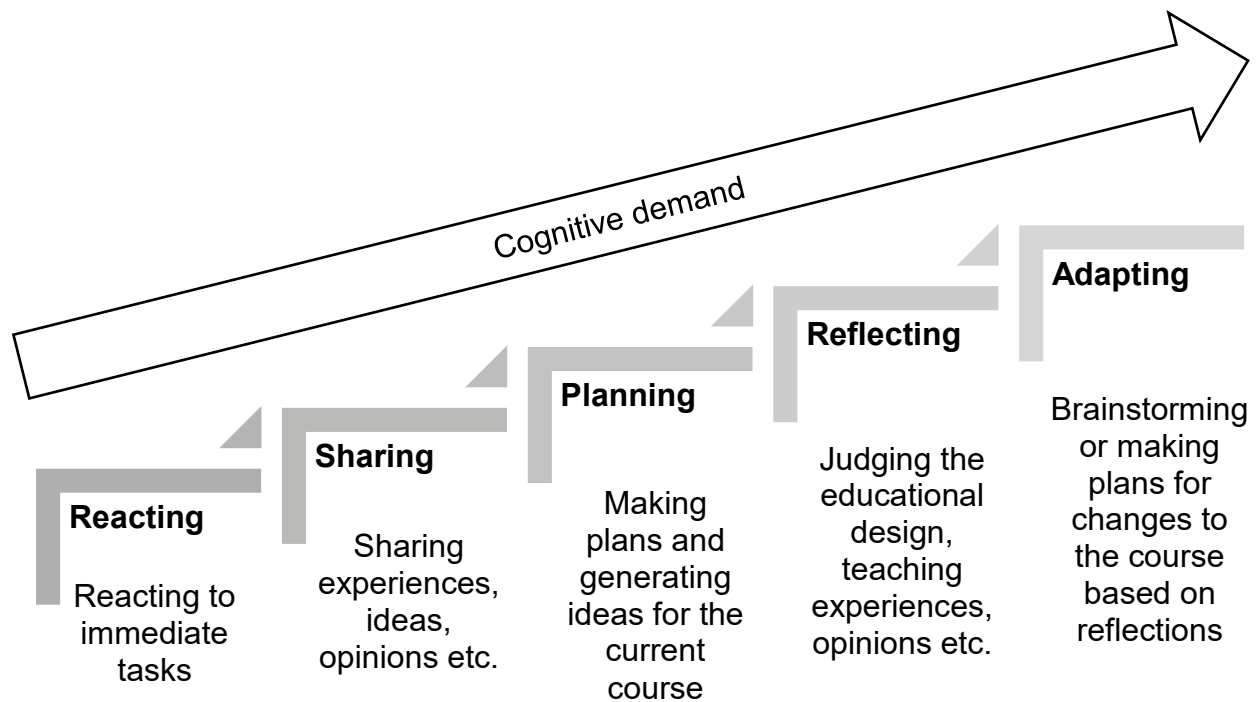 Cognitive demand
Reacting
Reacting to
immediate
tasks
Sharing
Sharing
experiences,
ideas,
opinions etc.
Planning
Making
plans and
generating
ideas for the
current
course
Reflecting
Judging the
educational
design,
teaching
experiences,
opinions etc.
Adapting
Brainstorming
or making
plans for
changes to
the course
based on
reflections